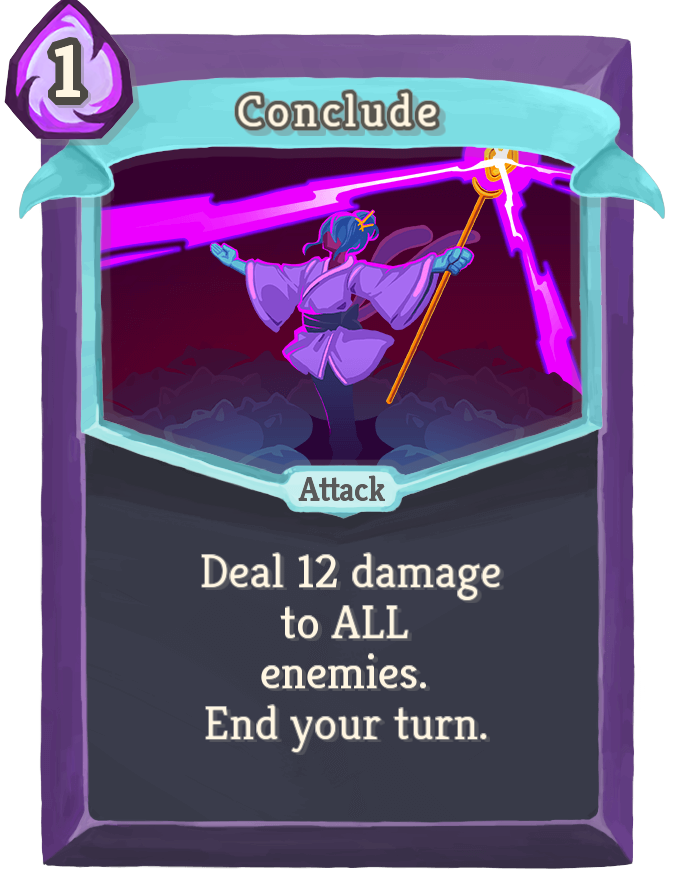 1
Conclude
Attack
Deal 12 damage
to ALL
enemies.
End your turn.